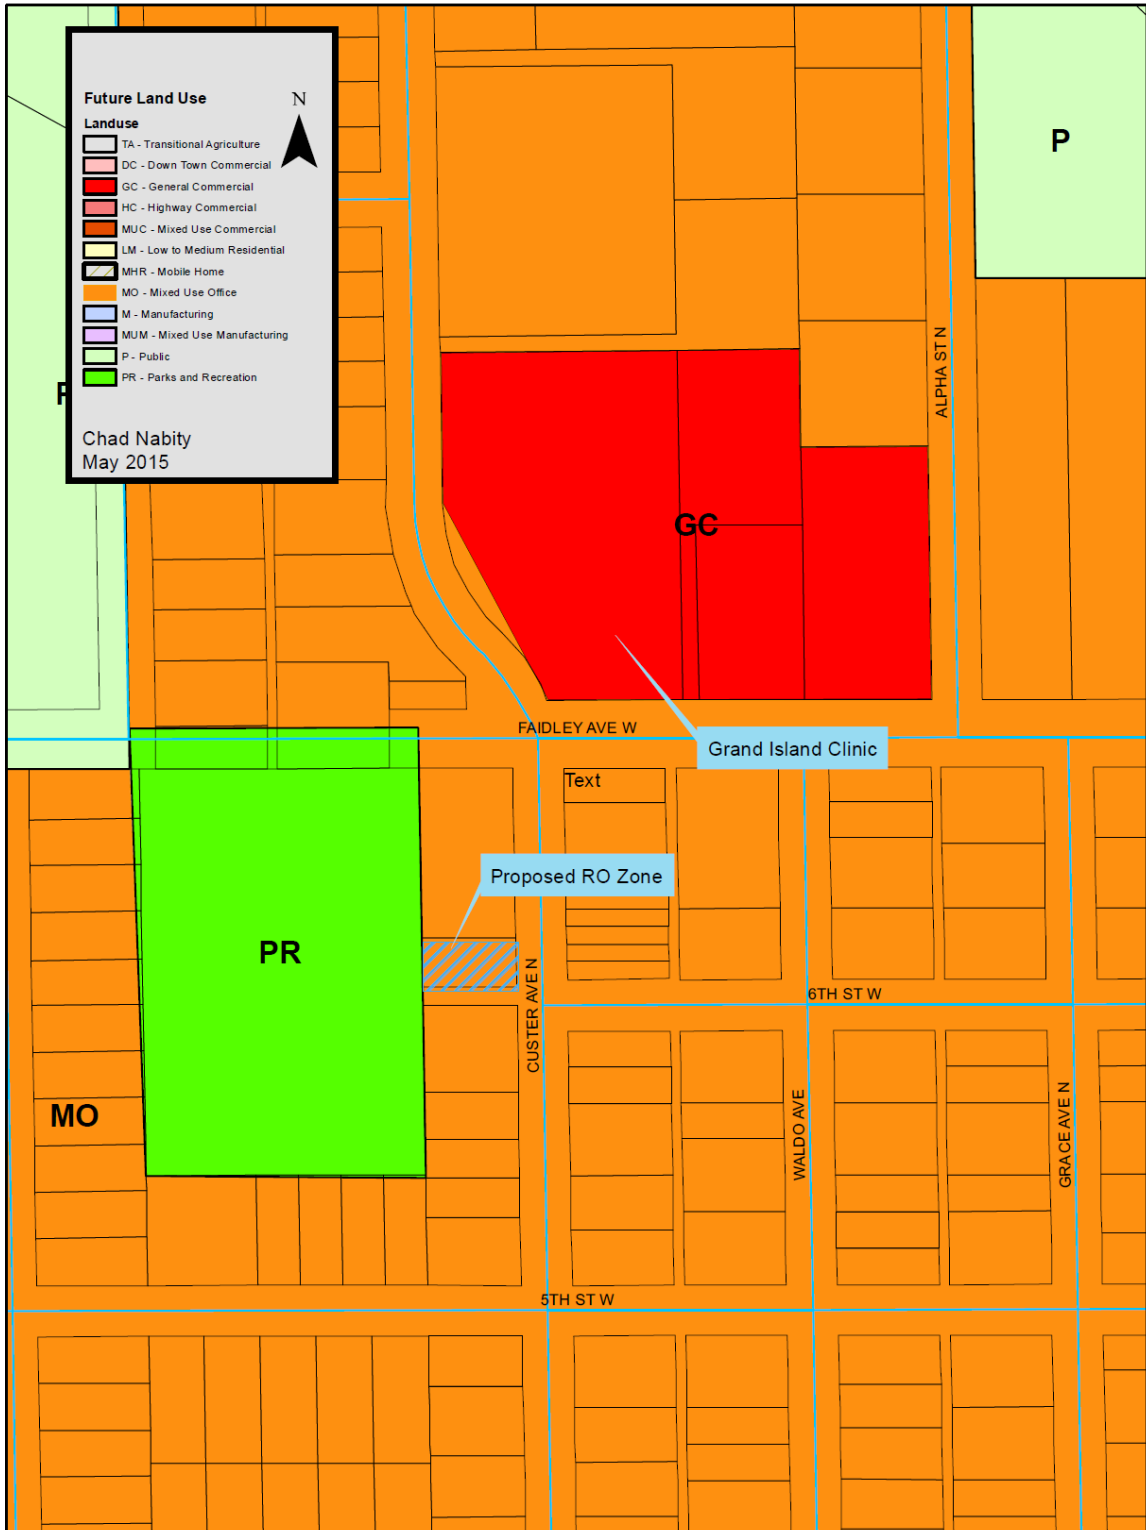 Future Land Use
N
Landuse
TA - Transitional Agriculture
DC - Down Town Commercial
GC - General Commercial
HC - Highway Commercial
MUC - Mixed Use Commercial
LM - Low to Medium Residential
MHR - Mobile Home
MO - Mixed Use Office
M - Manufacturing
MUM - Mixed Use Manufacturing
P - Public
PR - Parks and Recreation
Chad Nabity
May 2015
P
ALPHA ST N
GC
FAIDLEY AVE W
Grand Island Clinic
Text
Proposed RO Zone
PR
CUSTER AVE N
6TH ST W
MO
WALDO AVE
GRACE AVE N
5TH ST W